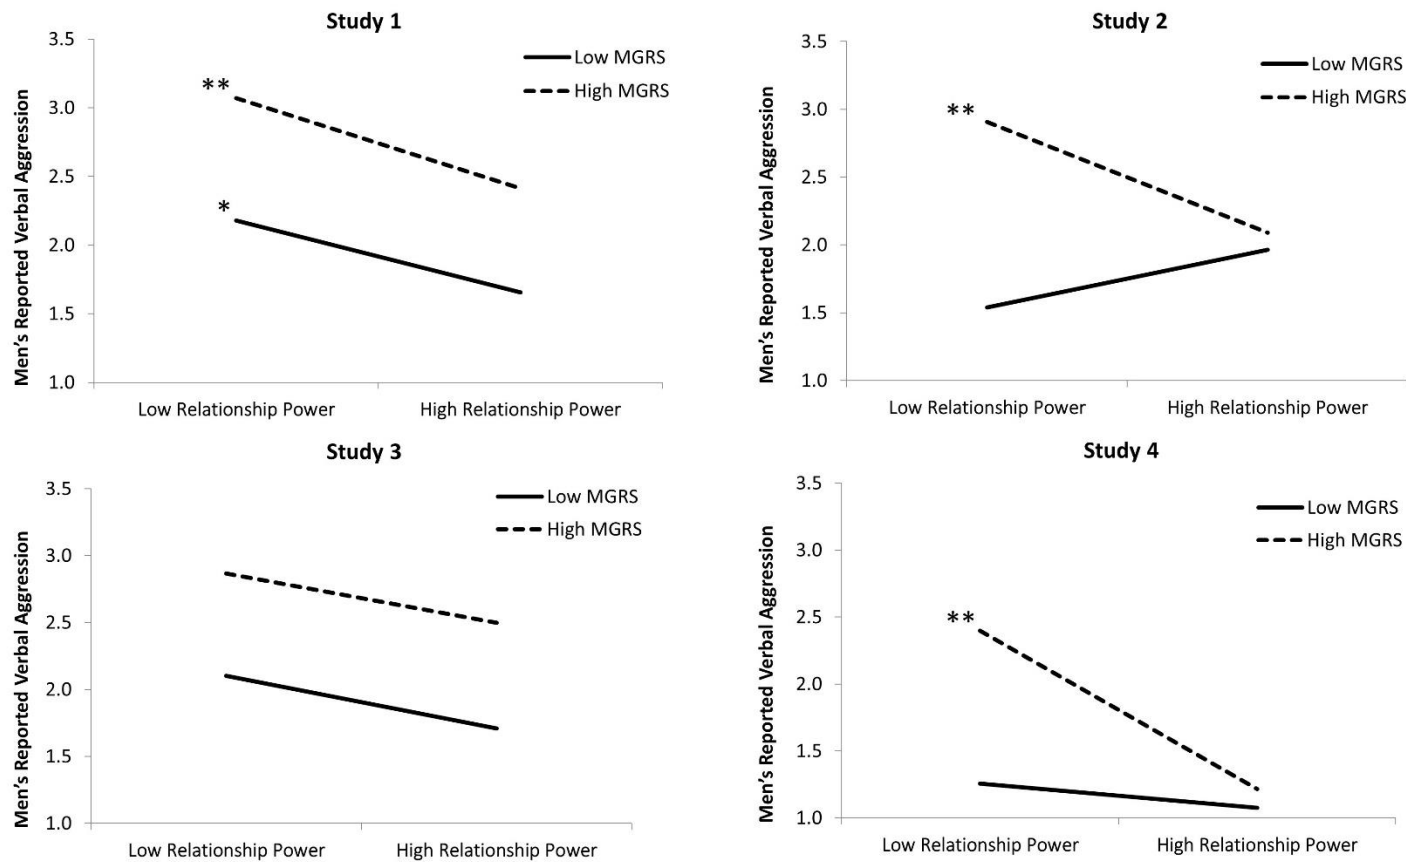 Study 1
Men's Reported Verbal Aggression
3.5
3.0
2.5
2.0
1.5
1.0
Low MGRS
High MGRS
**
*
Low Relationship Power
High Relationship Power
Study 2
Men's Reported Verbal Aggression
3.5
3.0
2.5
2.0
1.5
1.0
Low MGRS
High MGRS
**
Low Relationship Power
High Relationship Power
Study 3
Men's Reported Verbal Aggression
3.5
3.0
2.5
2.0
1.5
1.0
Low MGRS
High MGRS
Low Relationship Power
High Relationship Power
Study 4
Men's Reported Verbal Aggression
3.5
3.0
2.5
2.0
1.5
1.0
Low MGRS
High MGRS
**
Low Relationship Power
High Relationship Power